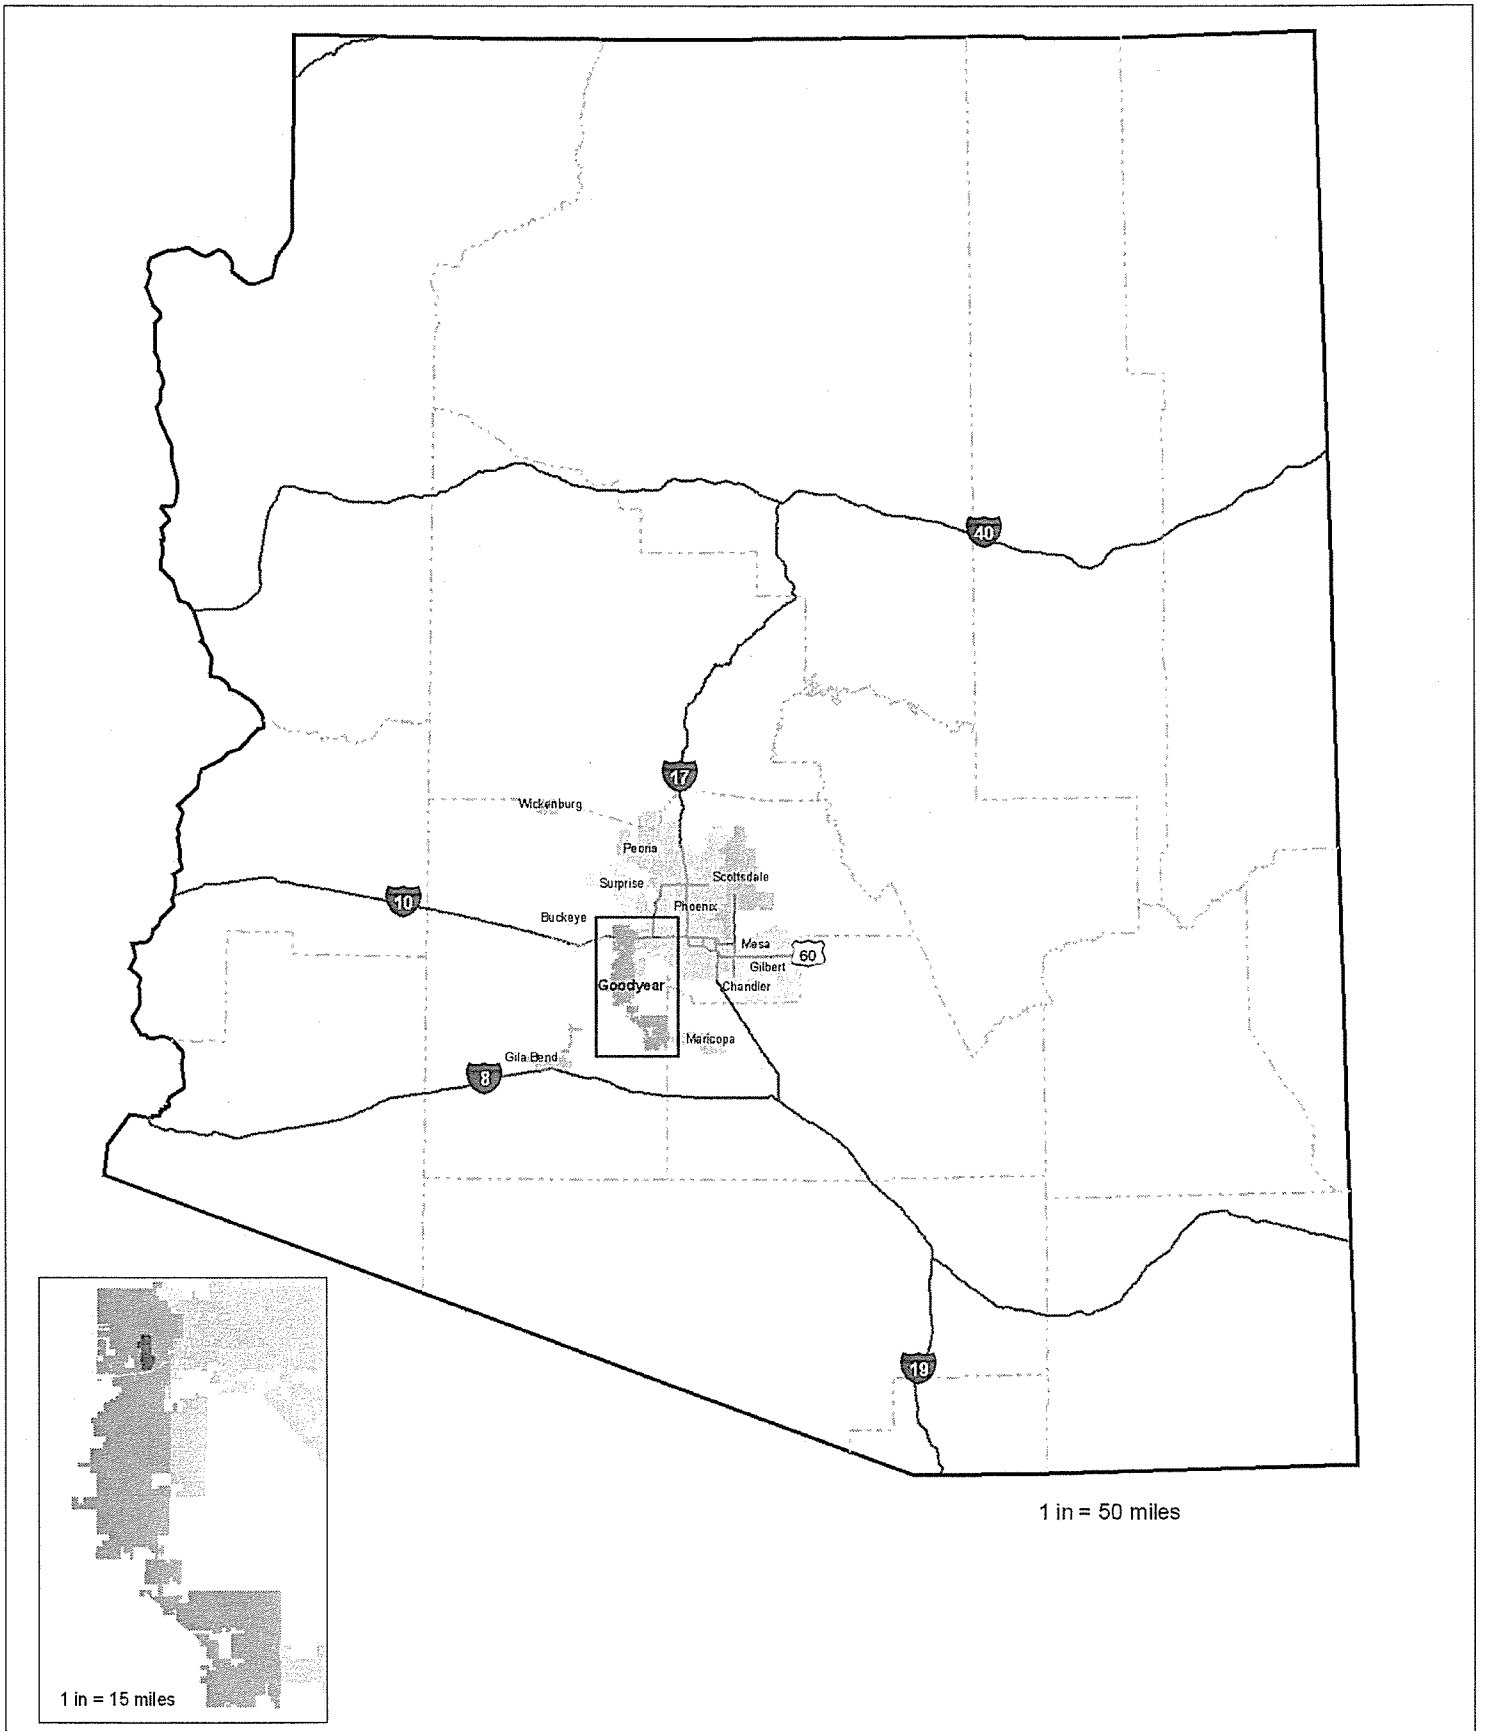 40
17
Wickenburg
Peoria
Surprise
Scottsdale
10
Phoenix
Buckeye
Mesa
60
Gilbert
Goodyear
Chandler
Maricopa
Gila Bend
8
19
1 in = 50 miles
1 in = 15 miles